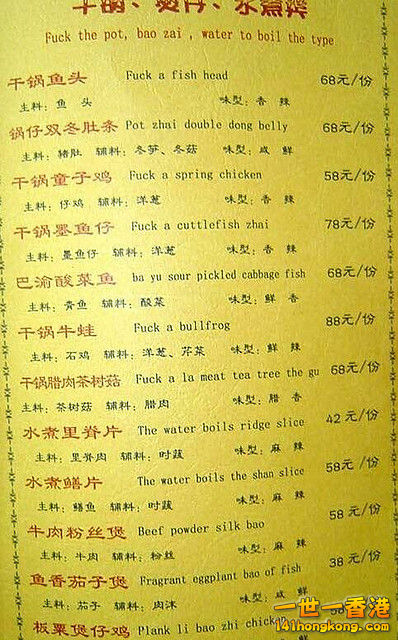 干锅、煲仔、水煮类
Fuck the pot, bao zai , water to boil the type
干锅鱼头 Fuck a fish head 68元/份
主料: 鱼 头 味型: 香 辣
锅仔双冬肚条 Pot zhai double dong belly 68元/份
主料: 猪肚 辅料: 冬笋、冬菇 味型: 咸 鲜
干锅童子鸡 Fuck a spring chicken 58元/份
主料: 仔鸡 辅料: 洋葱 味型: 香 辣
干锅墨鱼仔 Fuck a cuttlefish zhai 78元/份
主料: 墨鱼仔 辅料: 洋葱 味型: 香 辣
巴渝酸菜鱼 ba yu sour pickled cabbage fish 68元/份
主料: 青鱼 辅料: 酸菜 味型: 鲜 香
干锅牛蛙 Fuck a bullfrog 88元/份
主料: 石鸡 辅料: 洋葱、芹菜 味型: 鲜 辣
干锅腊肉茶树菇 Fuck a la meat tea tree the gu 68元/份
主料: 茶树菇 辅料: 腊肉 味型: 腊 香
水煮里脊片 The water boils ridge slice 42元/份
主料: 里脊肉 辅料: 时蔬 味型: 麻 辣
水煮鳝片 The water boils the shan slice 58元/份
主料: 鳝鱼 辅料: 时蔬 味型: 麻 辣
牛肉粉丝煲 Beef powder silk bao 58元/份
主料: 牛肉 辅料: 粉丝 味型:
鱼香茄子煲 Fragrant eggplant bao of fish 38元/份
主料: 茄子 辅料: 肉沫 味型: 咸
板栗煲仔鸡 Plank li bao zhi chick
一世一香港
141hongkong.com